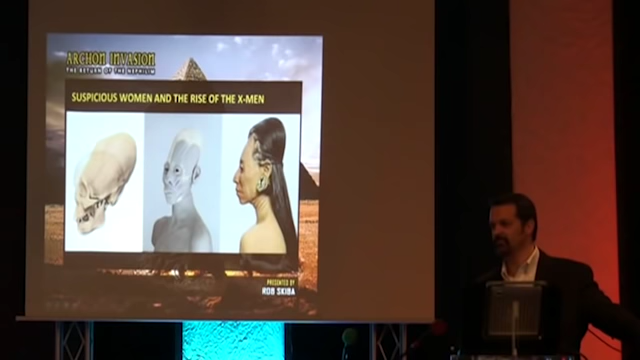 ARCHON INVASION
THE RETURN OF THE NEPHILIM
SUSPICIOUS WOMEN AND THE RISE OF THE X-MEN
PRESENTED BY
ROB SKIBA